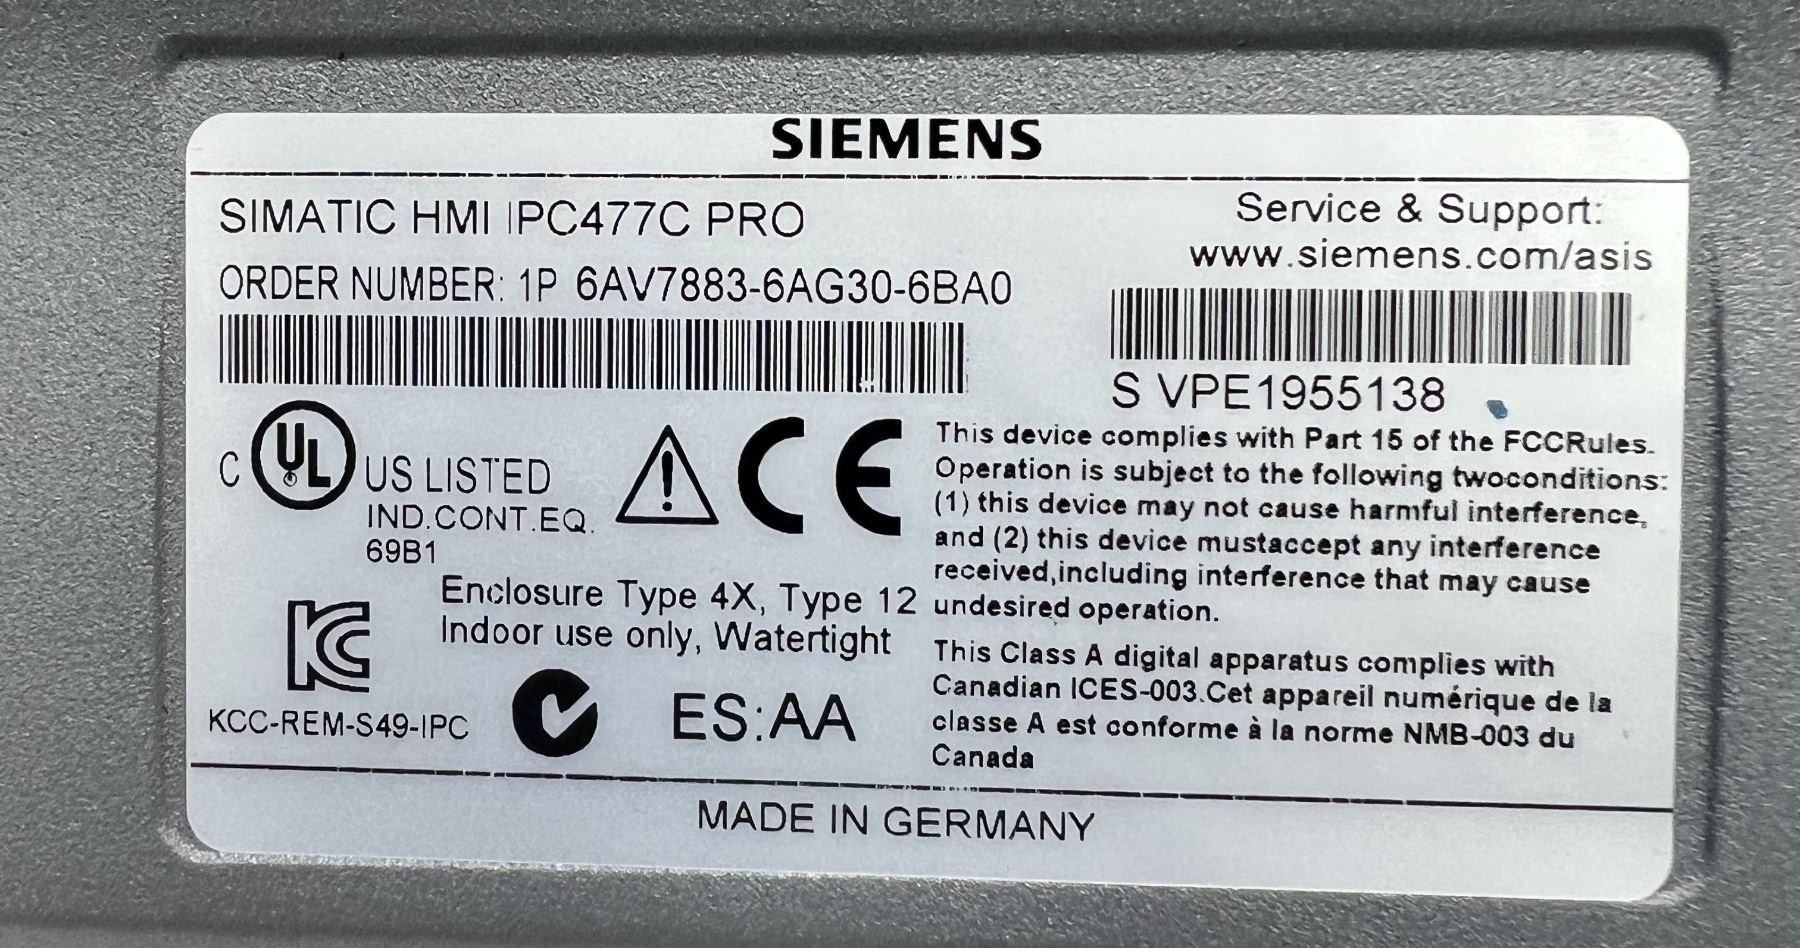 SIEMENS
SIMATIC HMI IPC477C PRO
ORDER NUMBER: 1P 6AV7883-6AG30-6BA0
Service & Support:
www.siemens.com/asis
S VPE1955138
C UL US LISTED
IND.CONT.EQ.
69B1
CE
Enclosure Type 4X, Type 12
Indoor use only, Watertight
KC
KCC-REM-S49-IPC
ES:AA
This device complies with Part 15 of the FCCRules.
Operation is subject to the following twoconditions:
(1) this device may not cause harmful interference,
and (2) this device mustaccept any interference
received,including interference that may cause
undesired operation.
This Class A digital apparatus complies with
Canadian ICES-003.Cet appareil numérique de la
classe A est conforme à la norme NMB-003 du
Canada
MADE IN GERMANY